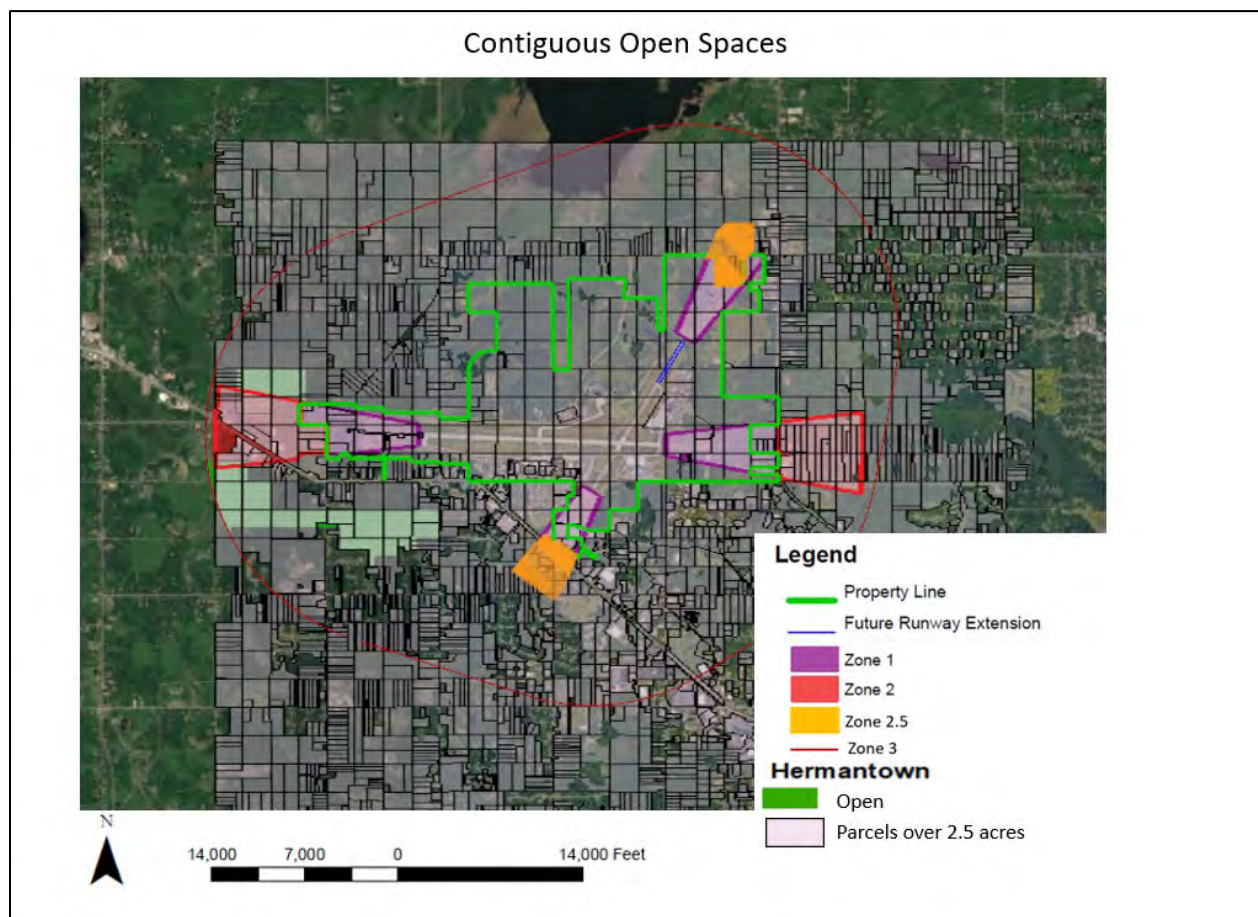 Contiguous Open Spaces
Legend
Property Line
Future Runway Extension
Zone 1
Zone 2
Zone 2.5
Zone 3
Hermantown
Open
Parcels over 2.5 acres
N
14,000 7,000 0 14,000 Feet